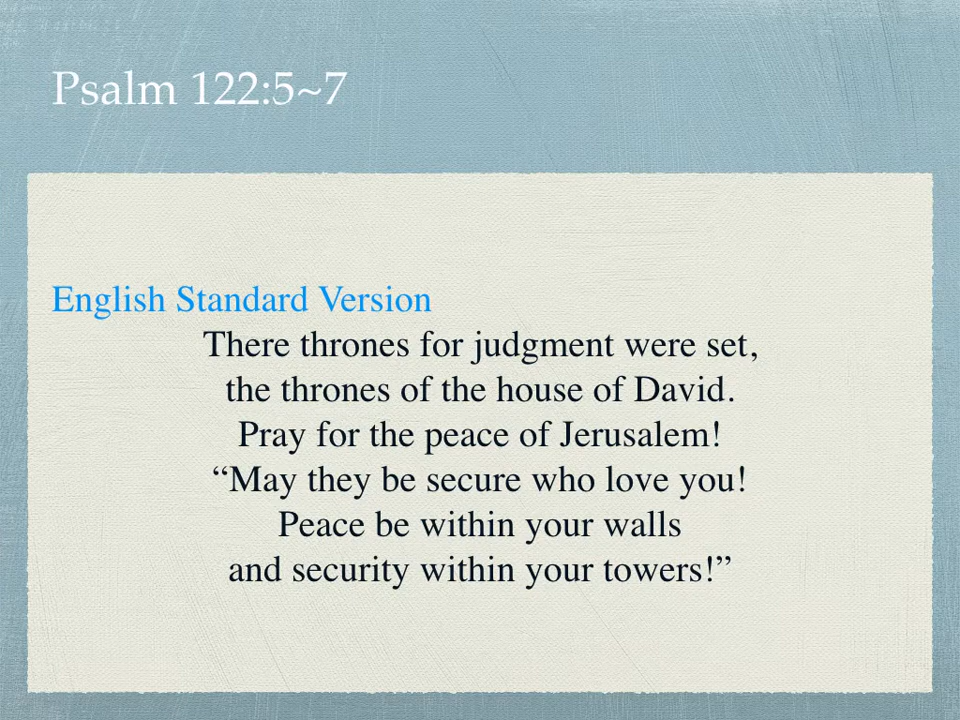 Psalm 122:5~7
English Standard Version
There thrones for judgment were set,
the thrones of the house of David.
Pray for the peace of Jerusalem!
“May they be secure who love you!
Peace be within your walls
and security within your towers!”